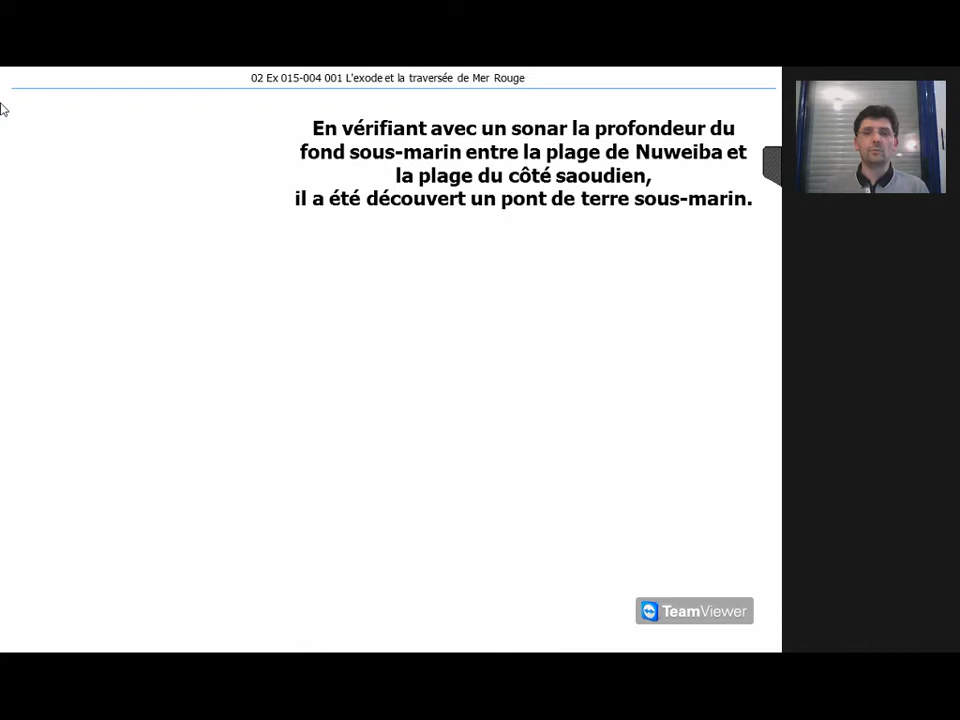 02 Ex 015-004 001 L'exode et la traversée de Mer Rouge
En vérifiant avec un sonar la profondeur du
fond sous-marin entre la plage de Nuweiba et
la plage du côté saoudien,
il a été découvert un pont de terre sous-marin.
TeamViewer